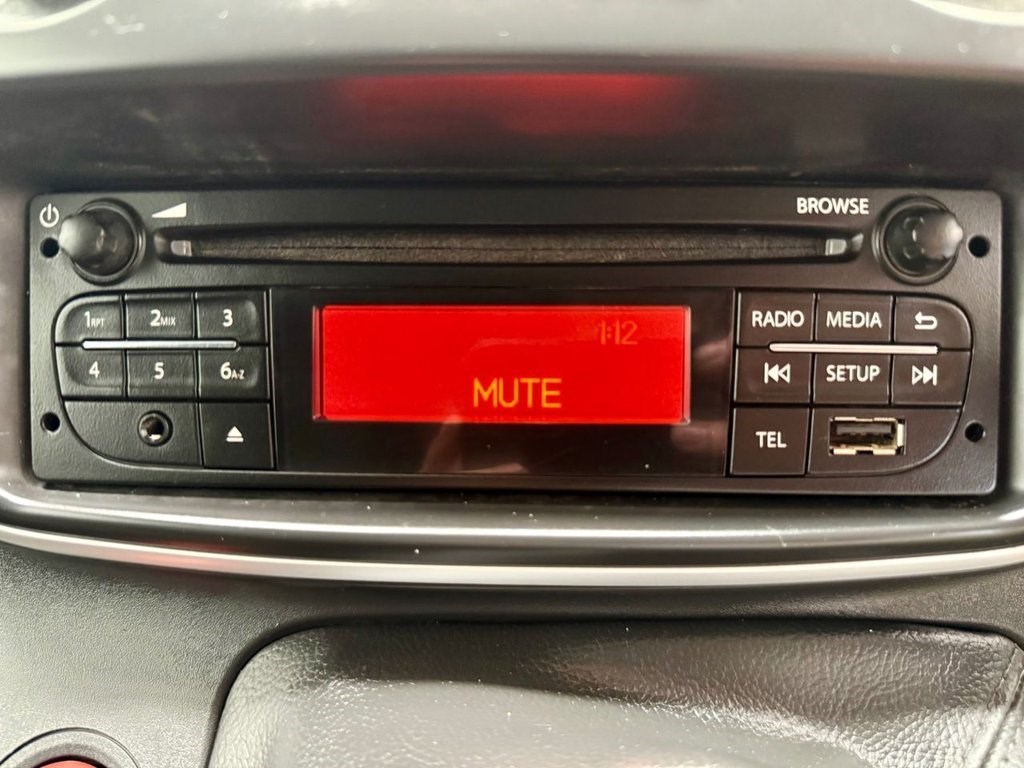 BROWSE
1RPT 2MIX 3
4 5 6A-Z
1:12
MUTE
RADIO MEDIA
SETUP
TEL